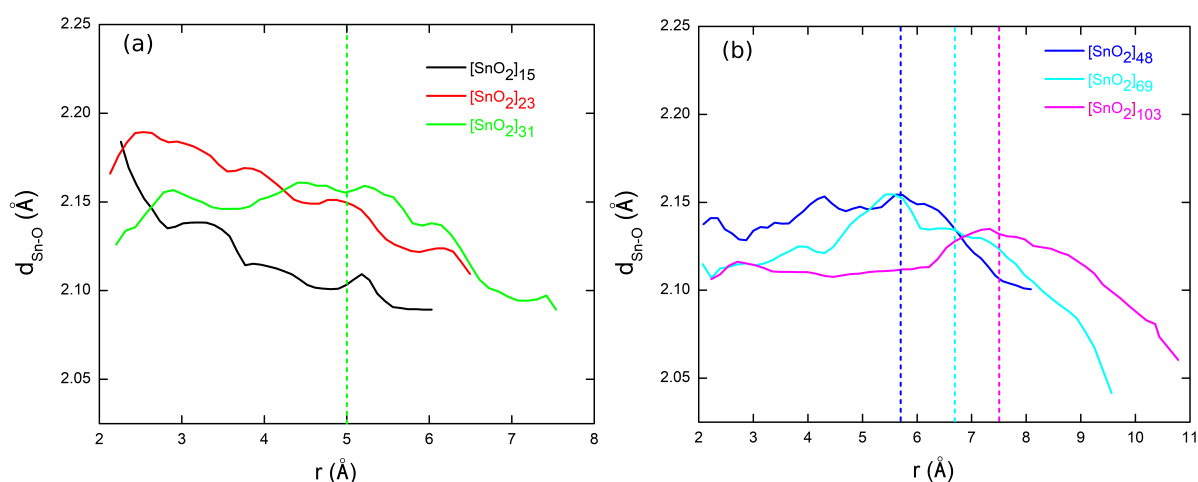 (a)
[SnO2]15
[SnO2]23
[SnO2]31
2.25
2.20
2.15
2.10
2.05
dSn-O (Å)
2 3 4 5 6 7 8
r (Å)
(b)
[SnO2]48
[SnO2]69
[SnO2]103
2.25
2.20
2.15
2.10
2.05
dSn-O (Å)
2 3 4 5 6 7 8 9 10 11
r (Å)